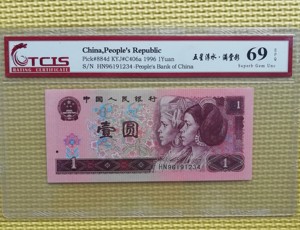 TCIS
China,People's Republic
Pick#884d KYJ#C406a 1996 1Yuan
S/N HN96191234 -People's Bank of China
69
Superb Gem Unc
中国人民银行
1
壹圆
1
HN96191234